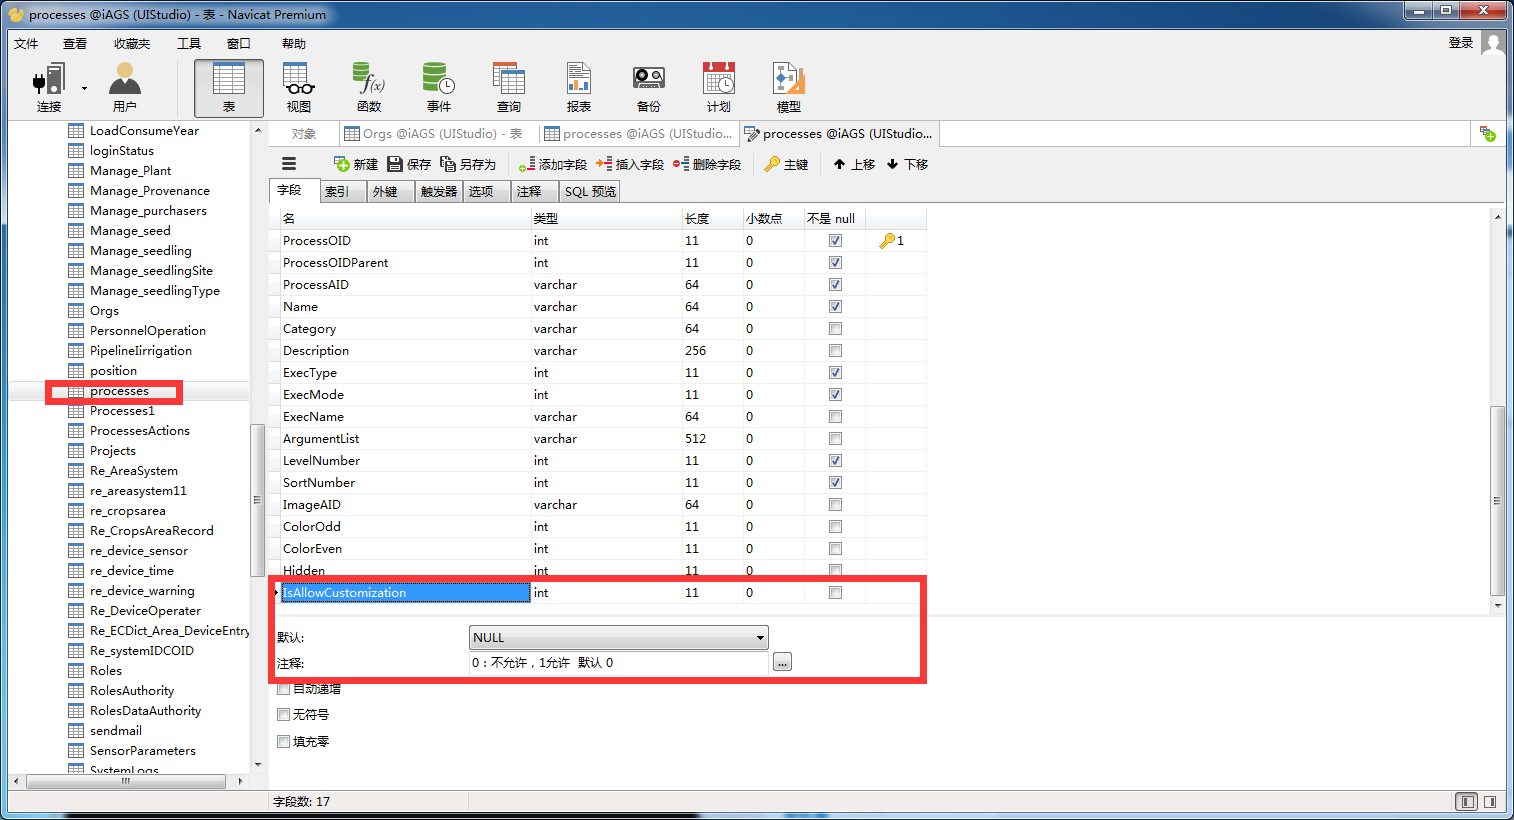 processes @iAGS (UIStudio) - 表 - Navicat Premium
文件 查看 收藏夹 工具 窗口 帮助 登录
连接 用户 表 视图 函数 事件 查询 报表 备份 计划 模型
LoadConsumeYear
loginStatus
Manage_Plant
Manage_Provenance
Manage_purchasers
Manage_seed
Manage_seedling
Manage_seedlingSite
Manage_seedlingType
Orgs
PersonnelOperation
PipelineIirrigation
position
processes
Processes1
ProcessesActions
Projects
Re_AreaSystem
re_areasystem11
re_cropsarea
Re_CropsAreaRecord
re_device_sensor
re_device_time
re_device_warning
Re_DeviceOperater
Re_ECDict_Area_DeviceEntry
Re_systemIDCOID
Roles
RolesAuthority
RolesDataAuthority
sendmail
SensorParameters
SystemLogs
对象 Orgs @iAGS (UIStudio) - 表 processes @iAGS (UIStudio... processes @iAGS (UIStudio...
新建 保存 另存为 添加字段 插入字段 删除字段 主键 上移 下移
字段 索引 外键 触发器 选项 注释 SQL 预览
名 类型 长度 小数点 不是 null
ProcessOID int 11 0 1
ProcessOIDParent int 11 0
ProcessAID varchar 64 0
Name varchar 64 0
Category varchar 64 0
Description varchar 256 0
ExecType int 11 0
ExecMode int 11 0
ExecName varchar 64 0
ArgumentList varchar 512 0
LevelNumber int 11 0
SortNumber int 11 0
ImageAID varchar 64 0
ColorOdd int 11 0
ColorEven int 11 0
Hidden int 11 0
IsAllowCustomization int 11 0
默认: NULL
注释: 0：不允许，1允许 默认 0 ...
自动递增
无符号
填充零
字段数: 17